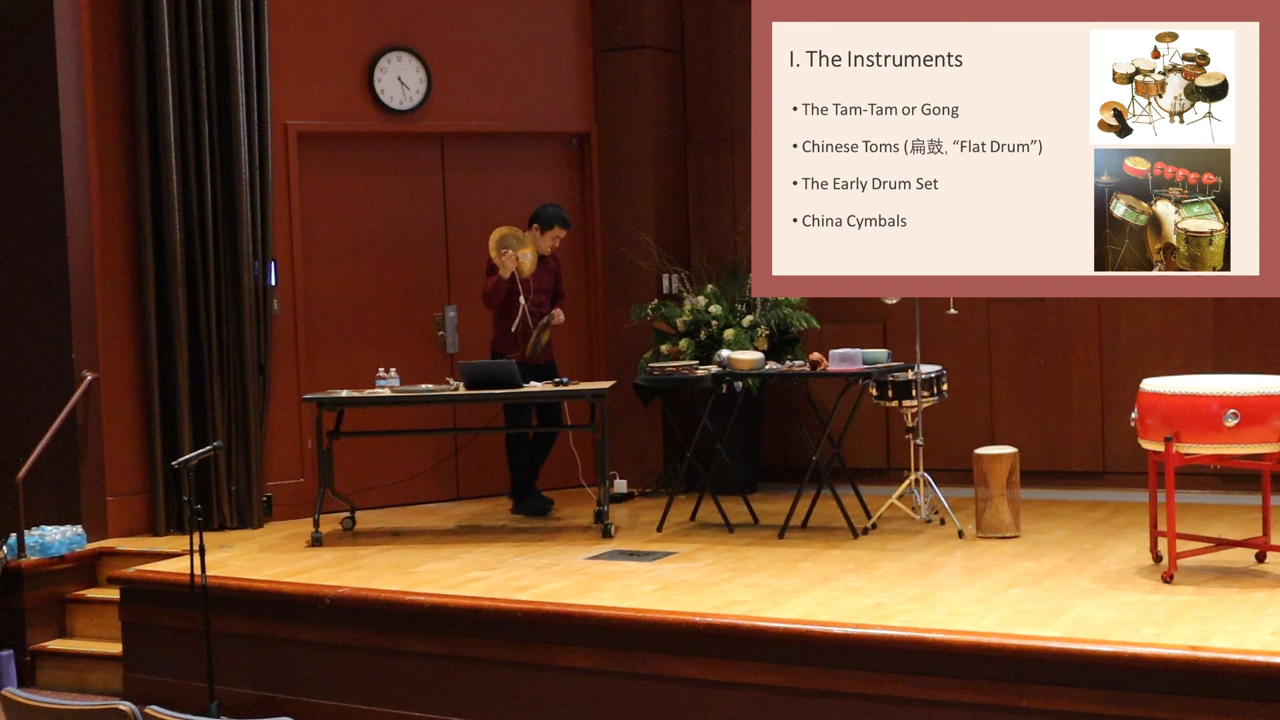 I. The Instruments
• The Tam-Tam or Gong
• Chinese Toms (扁鼓, “Flat Drum”)
• The Early Drum Set
• China Cymbals